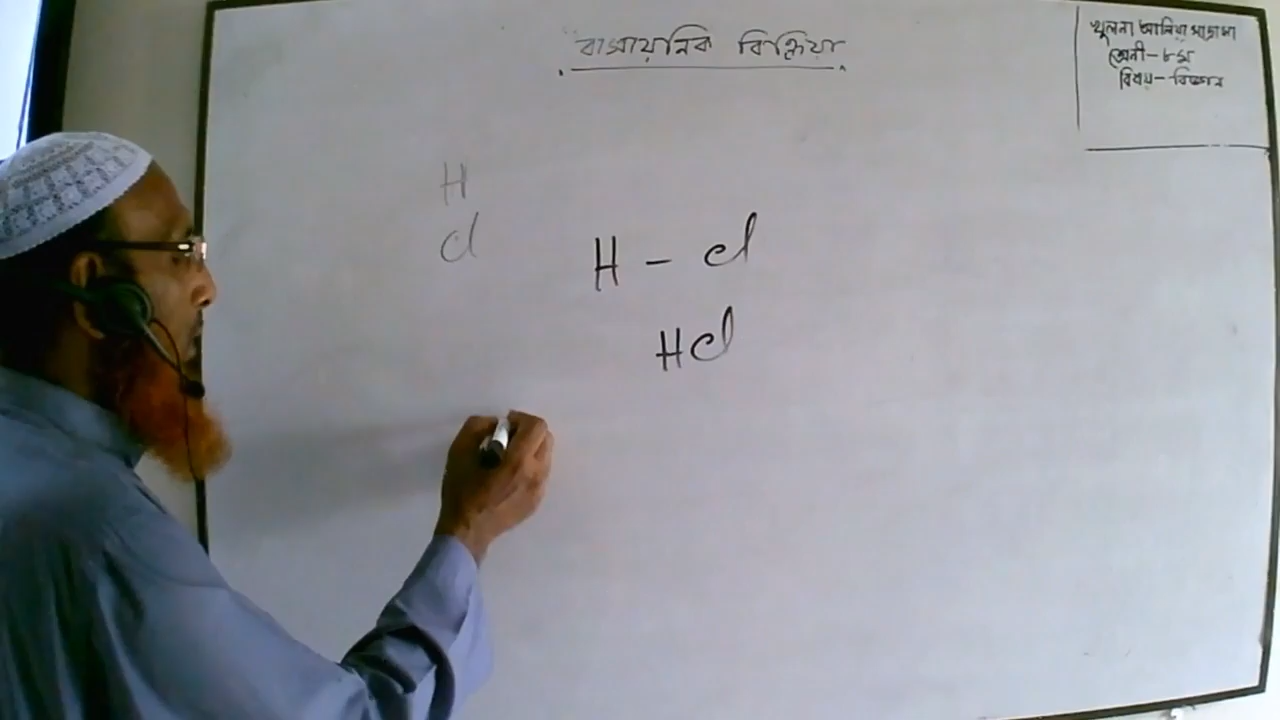 রাসায়নিক বিক্রিয়া
খুলনা আলিয়া মাদ্রাসা
শ্রেনী-৮ম
বিষয়-বিজ্ঞান
H
Cl
H - Cl
HCl